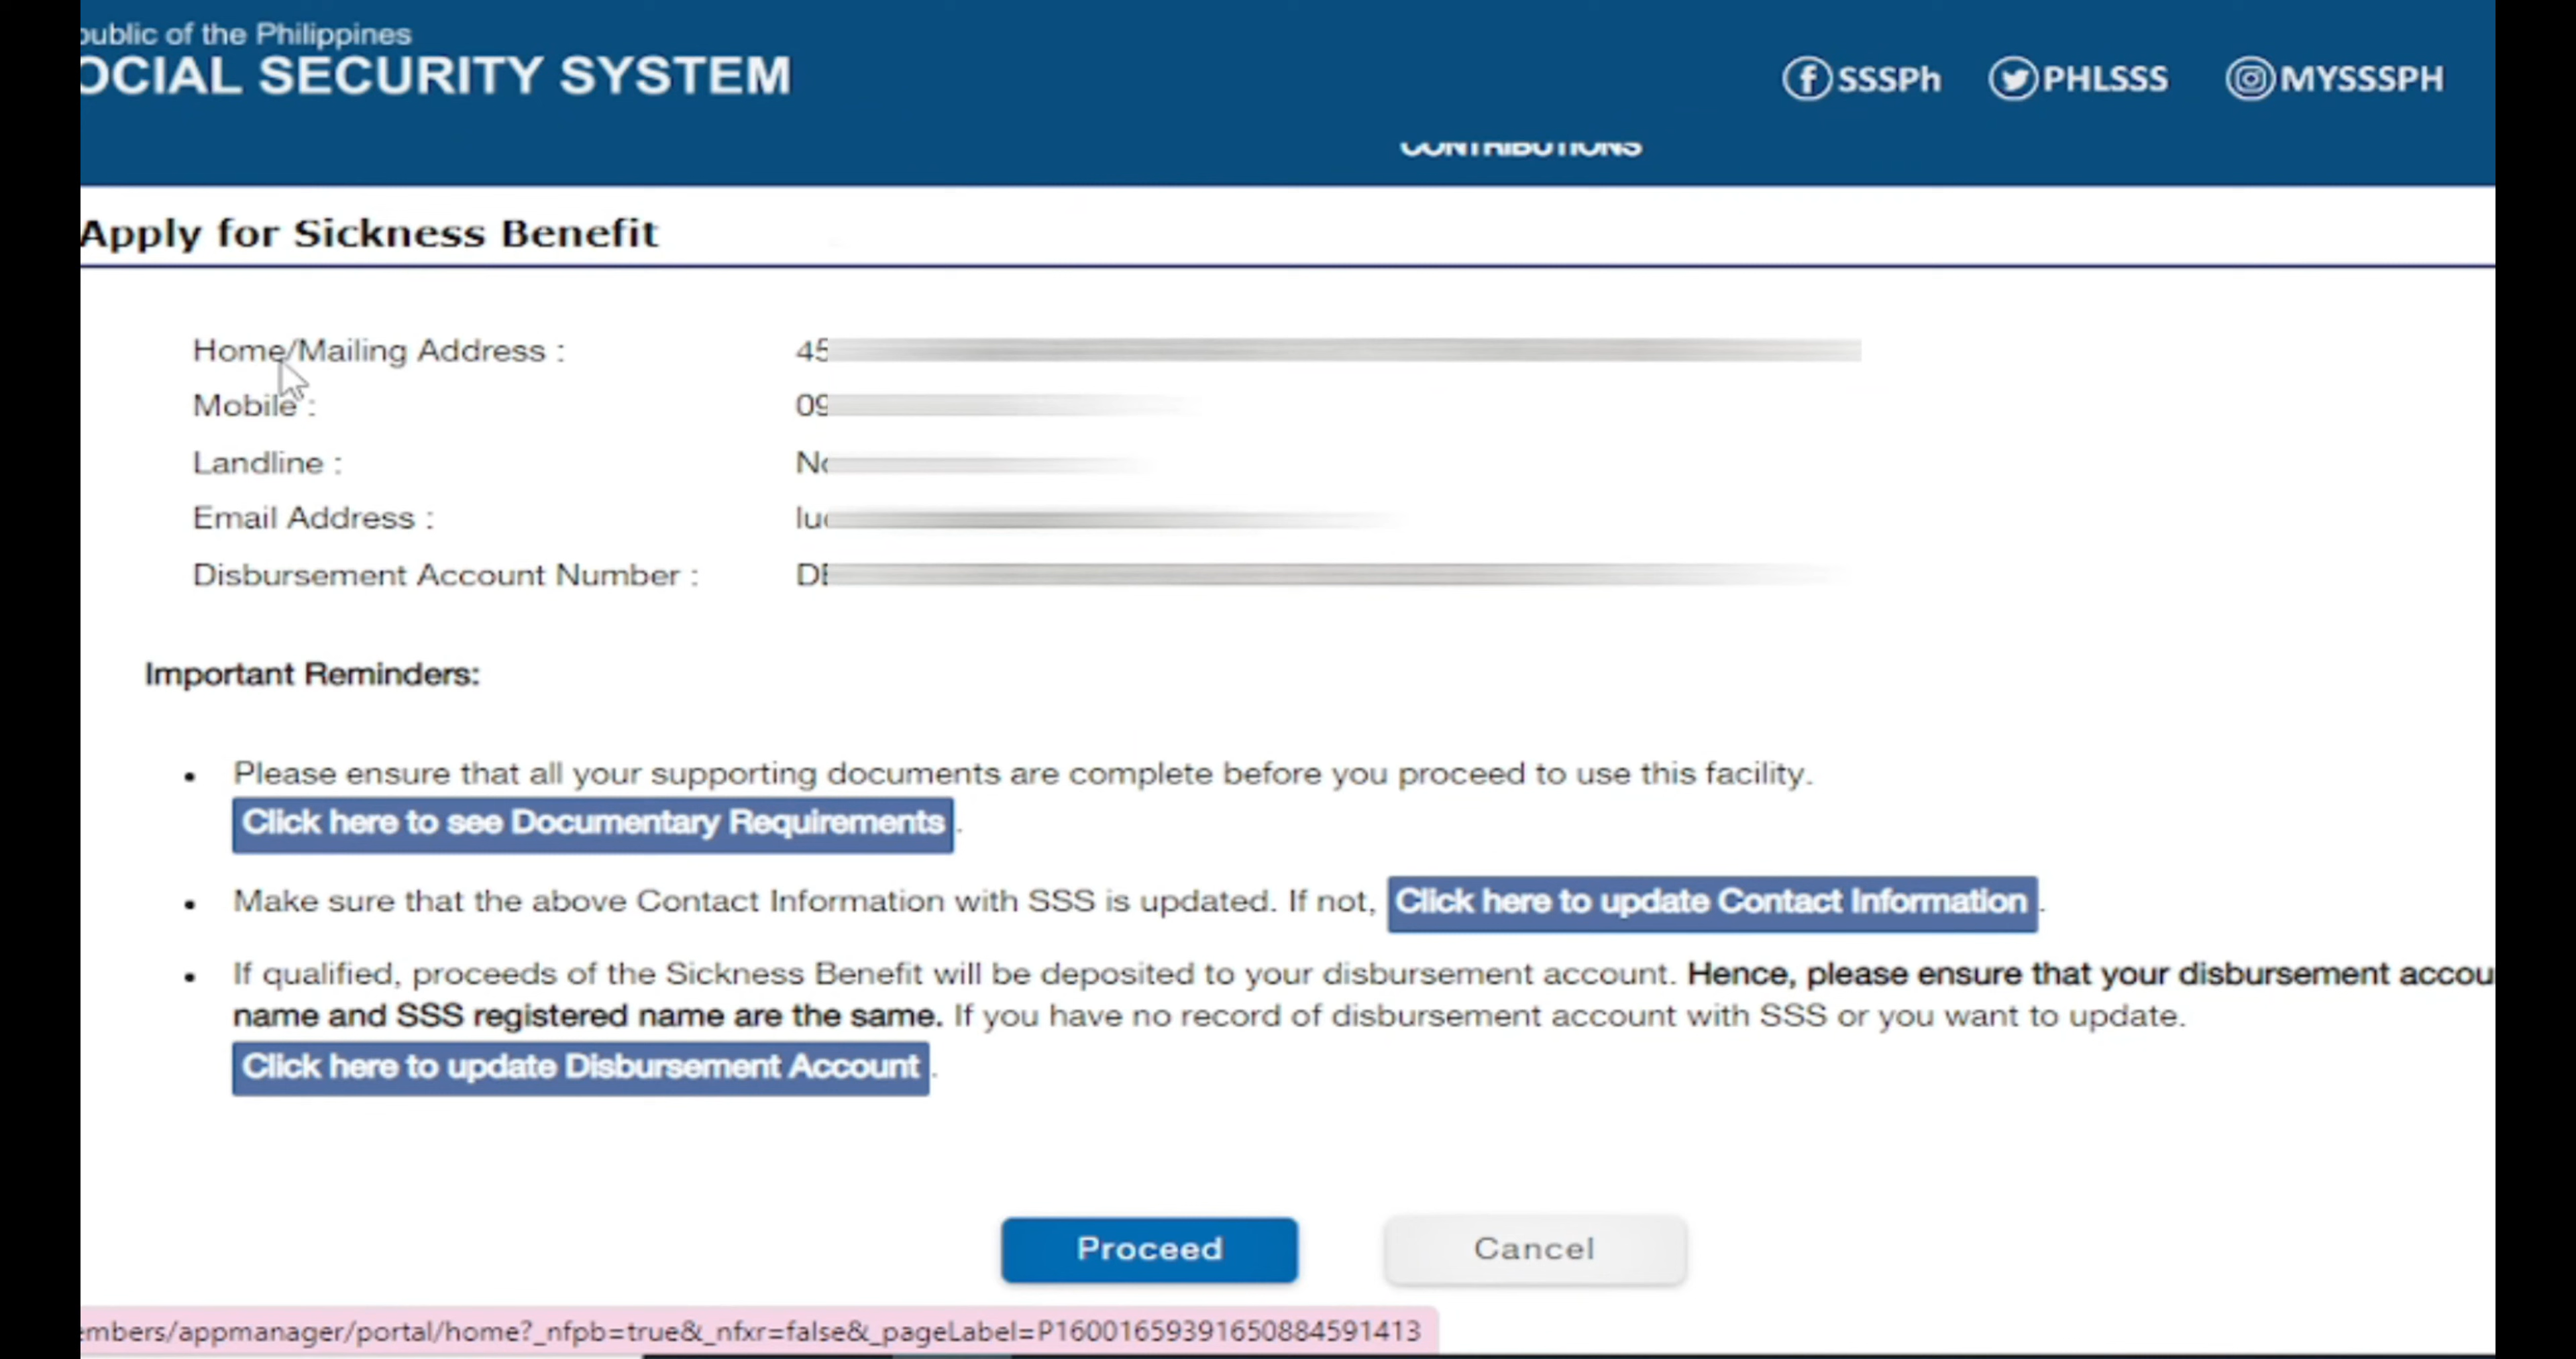 public of the Philippines
OCIAL SECURITY SYSTEM
SSSPh PHLSSS MYSSSPH
CONTRIBUTIONS
Apply for Sickness Benefit
Home/Mailing Address : 45
Mobile : 09
Landline : No
Email Address : lu
Disbursement Account Number : D
Important Reminders:
• Please ensure that all your supporting documents are complete before you proceed to use this facility.
Click here to see Documentary Requirements .
• Make sure that the above Contact Information with SSS is updated. If not, Click here to update Contact Information .
• If qualified, proceeds of the Sickness Benefit will be deposited to your disbursement account. Hence, please ensure that your disbursement accou
name and SSS registered name are the same. If you have no record of disbursement account with SSS or you want to update.
Click here to update Disbursement Account .
Proceed Cancel
embers/appmanager/portal/home?_nfpb=true&_nfxr=false&_pageLabel=P16001659391650884591413